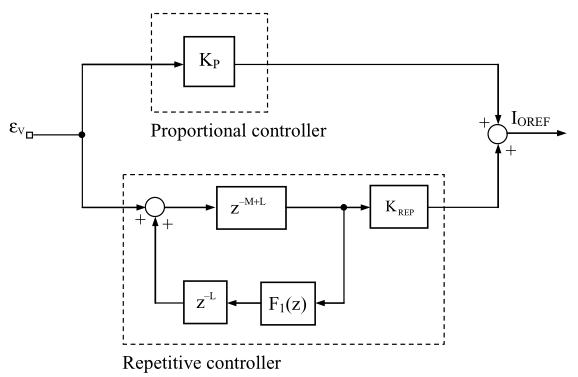 K_P
ε_V
Proportional controller
+
+
I_OREF
+
+
z^{-M+L}
K_REP
z^{-L}
F_1(z)
Repetitive controller